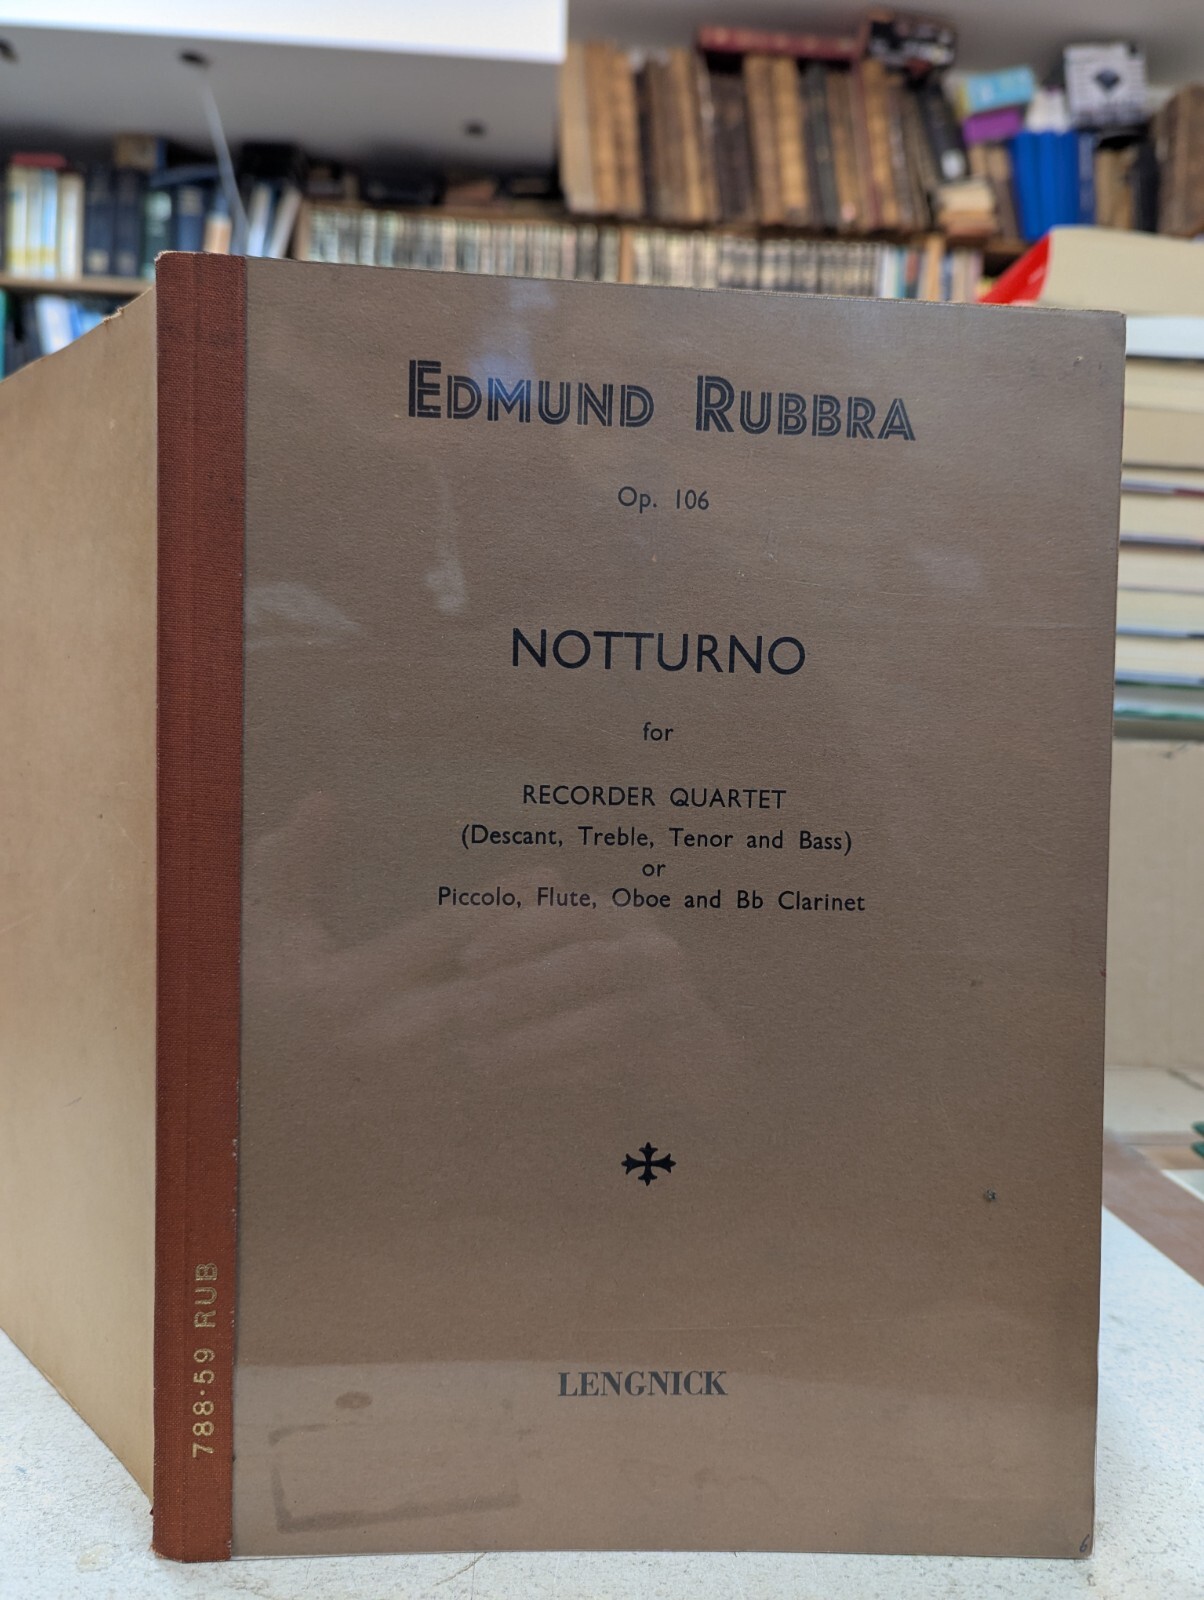 EDMUND RUBBRA
Op. 106
NOTTURNO
for
RECORDER QUARTET
(Descant, Treble, Tenor and Bass)
or
Piccolo, Flute, Oboe and Bb Clarinet
LENGNICK
788·59 RUB
6